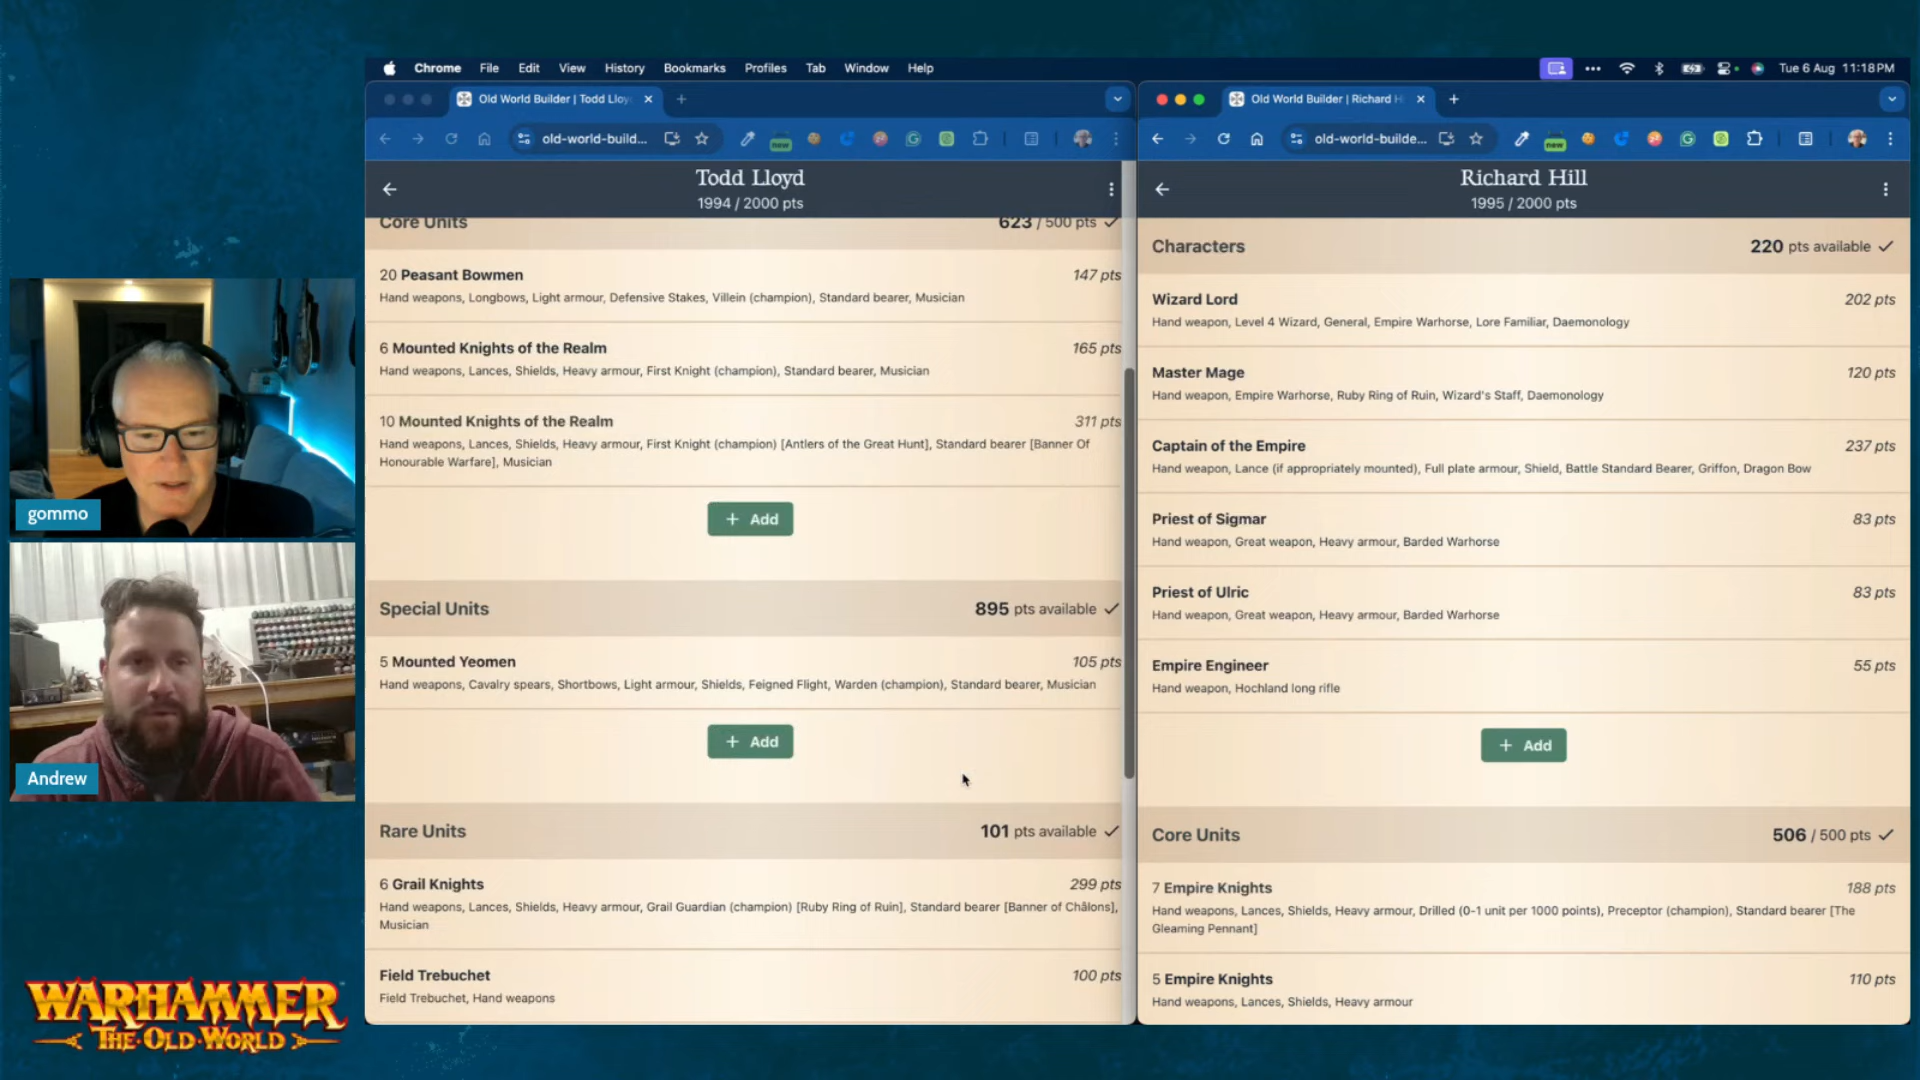 Chrome File Edit View History Bookmarks Profiles Tab Window Help
Tue 6 Aug 11:18 PM
Old World Builder | Todd Lloy
old-world-build...
new
Todd Lloyd
1994 / 2000 pts
Core Units 623 / 500 pts
20 Peasant Bowmen 147 pts
Hand weapons, Longbows, Light armour, Defensive Stakes, Villein (champion), Standard bearer, Musician
6 Mounted Knights of the Realm 165 pts
Hand weapons, Lances, Shields, Heavy armour, First Knight (champion), Standard bearer, Musician
10 Mounted Knights of the Realm 311 pts
Hand weapons, Lances, Shields, Heavy armour, First Knight (champion) [Antlers of the Great Hunt], Standard bearer [Banner Of
Honourable Warfare], Musician
+ Add
Special Units 895 pts available
5 Mounted Yeomen 105 pts
Hand weapons, Cavalry spears, Shortbows, Light armour, Shields, Feigned Flight, Warden (champion), Standard bearer, Musician
+ Add
Rare Units 101 pts available
6 Grail Knights 299 pts
Hand weapons, Lances, Shields, Heavy armour, Grail Guardian (champion) [Ruby Ring of Ruin], Standard bearer [Banner of Châlons],
Musician
Field Trebuchet 100 pts
Field Trebuchet, Hand weapons
Old World Builder | Richard H
old-world-builde...
new
Richard Hill
1995 / 2000 pts
Characters 220 pts available
Wizard Lord 202 pts
Hand weapon, Level 4 Wizard, General, Empire Warhorse, Lore Familiar, Daemonology
Master Mage 120 pts
Hand weapon, Empire Warhorse, Ruby Ring of Ruin, Wizard's Staff, Daemonology
Captain of the Empire 237 pts
Hand weapon, Lance (if appropriately mounted), Full plate armour, Shield, Battle Standard Bearer, Griffon, Dragon Bow
Priest of Sigmar 83 pts
Hand weapon, Great weapon, Heavy armour, Barded Warhorse
Priest of Ulric 83 pts
Hand weapon, Great weapon, Heavy armour, Barded Warhorse
Empire Engineer 55 pts
Hand weapon, Hochland long rifle
+ Add
Core Units 506 / 500 pts
7 Empire Knights 188 pts
Hand weapons, Lances, Shields, Heavy armour, Drilled (0-1 unit per 1000 points), Preceptor (champion), Standard bearer [The
Gleaming Pennant]
5 Empire Knights 110 pts
Hand weapons, Lances, Shields, Heavy armour
gommo
Andrew
WARHAMMER
THE OLD WORLD